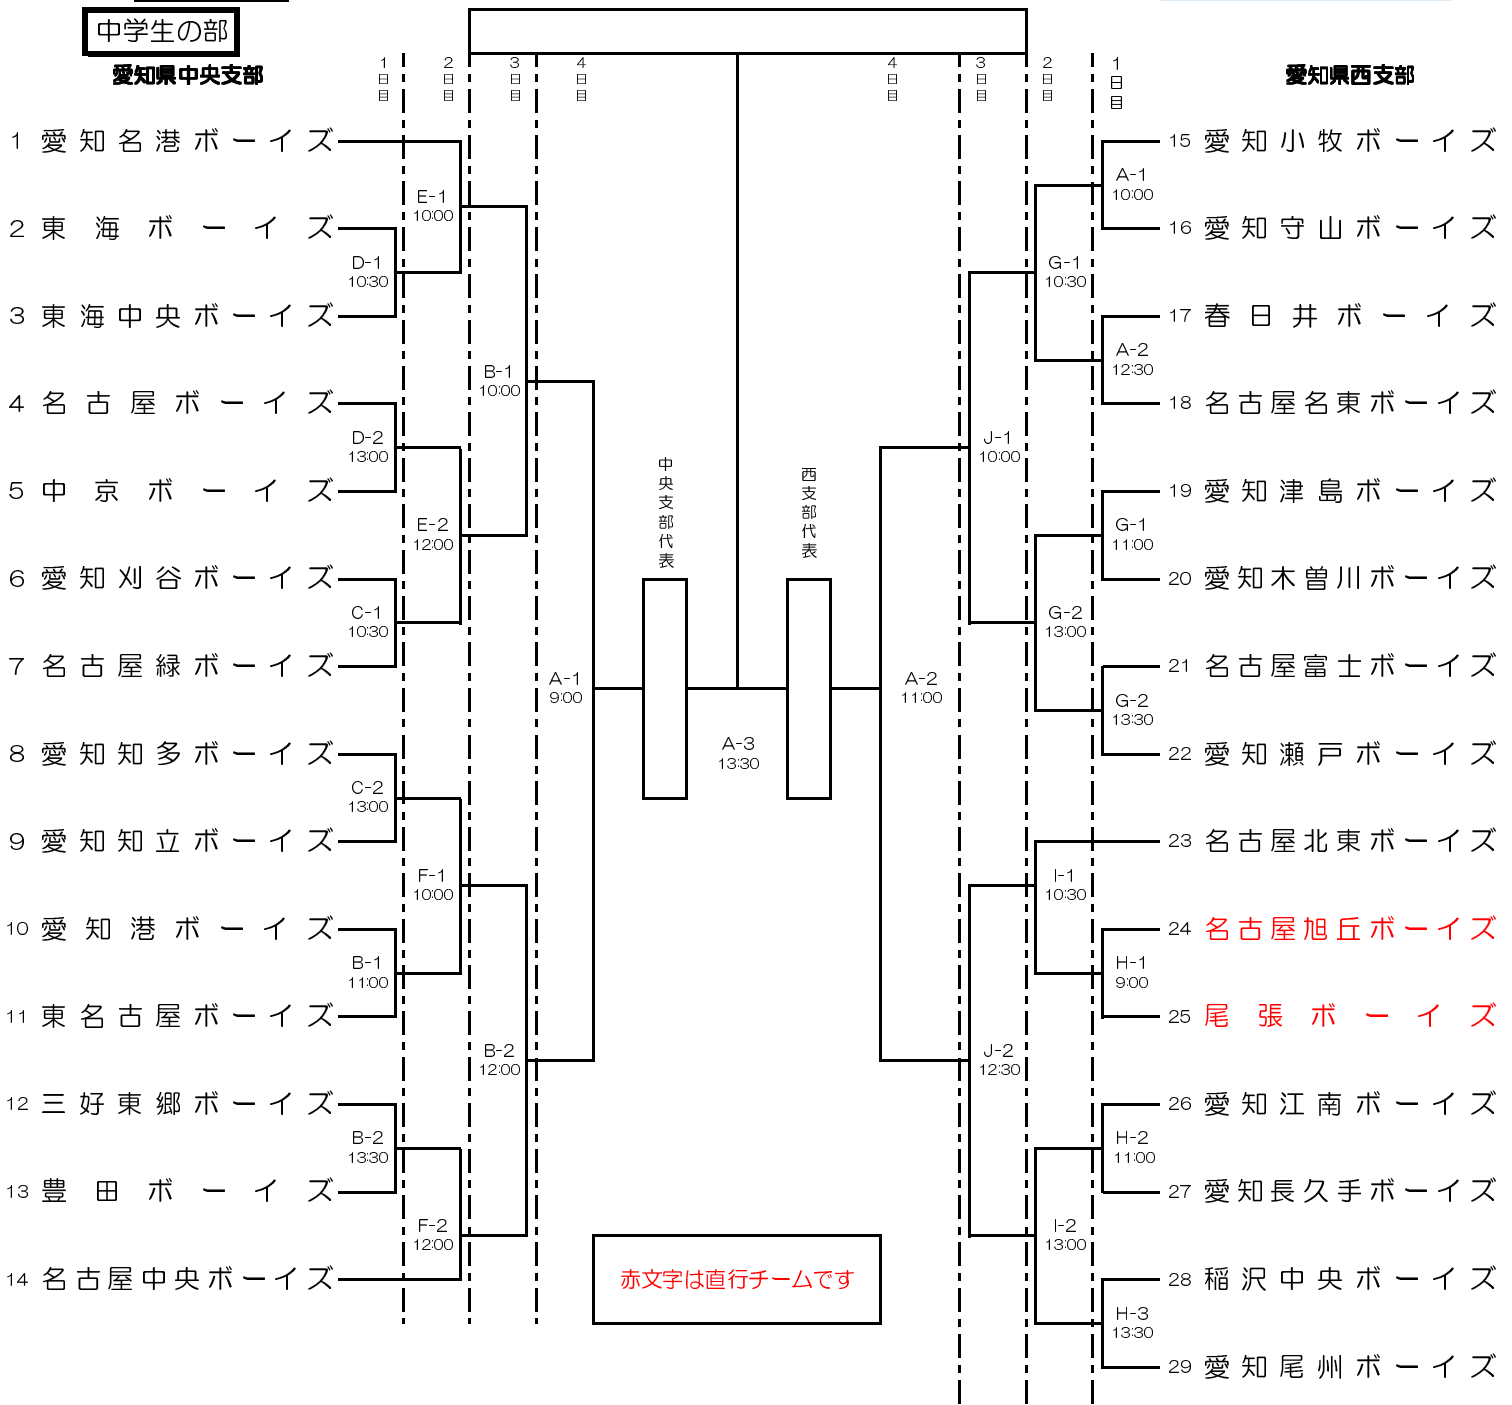 中学生の部
愛知県中央支部
愛知県西支部
1日目
2日目
3日目
4日目
4日目
3日目
2日目
1日目
1 愛知名港ボーイズ
2 東海ボーイズ
3 東海中央ボーイズ
4 名古屋ボーイズ
5 中京ボーイズ
6 愛知刈谷ボーイズ
7 名古屋緑ボーイズ
8 愛知知多ボーイズ
9 愛知知立ボーイズ
10 愛知港ボーイズ
11 東名古屋ボーイズ
12 三好東郷ボーイズ
13 豊田ボーイズ
14 名古屋中央ボーイズ
D-1
10:30
D-2
13:00
C-1
10:30
C-2
13:00
B-1
11:00
B-2
13:30
E-1
10:00
E-2
12:00
F-1
10:00
F-2
12:00
B-1
10:00
B-2
12:00
A-1
9:00
中央支部代表
A-3
13:30
西支部代表
A-2
11:00
J-1
10:00
J-2
12:30
G-1
10:30
G-2
13:00
I-1
10:30
I-2
13:00
A-1
10:00
A-2
12:30
G-1
11:00
G-2
13:30
H-1
9:00
H-2
11:00
H-3
13:30
15 愛知小牧ボーイズ
16 愛知守山ボーイズ
17 春日井ボーイズ
18 名古屋名東ボーイズ
19 愛知津島ボーイズ
20 愛知木曽川ボーイズ
21 名古屋富士ボーイズ
22 愛知瀬戸ボーイズ
23 名古屋北東ボーイズ
24 名古屋旭丘ボーイズ
25 尾張ボーイズ
26 愛知江南ボーイズ
27 愛知長久手ボーイズ
28 稲沢中央ボーイズ
29 愛知尾州ボーイズ
赤文字は直行チームです